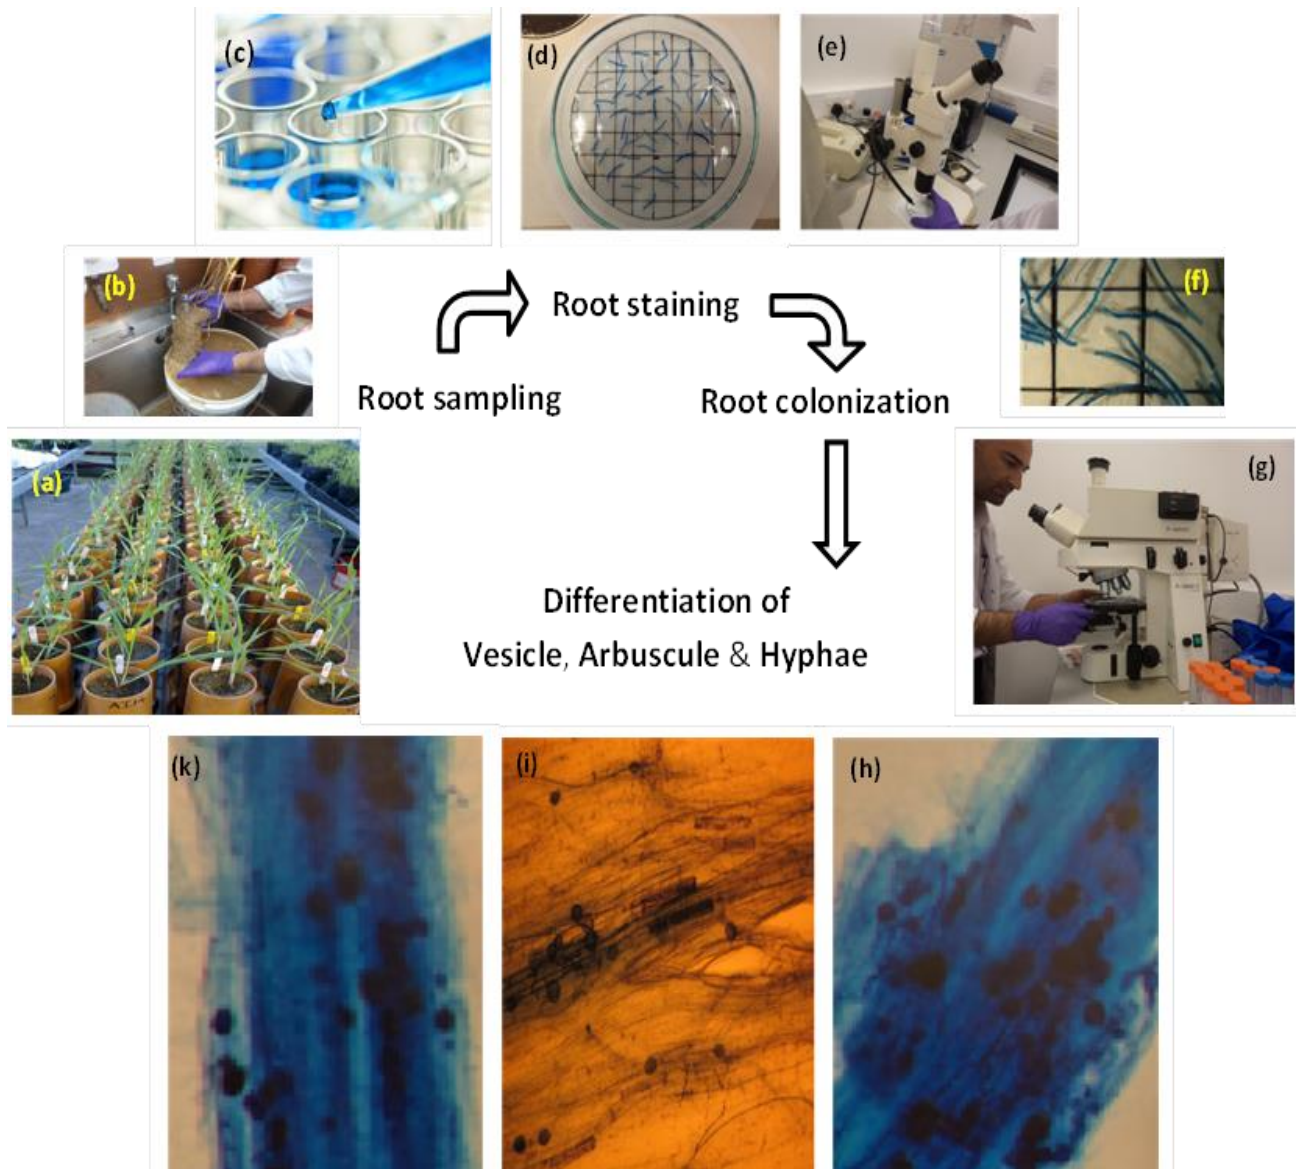 (c)
(d)
(e)
(b)
(f)
Root staining
Root sampling
Root colonization
(a)
(g)
Differentiation of
Vesicle, Arbuscule & Hyphae
(k)
(i)
(h)